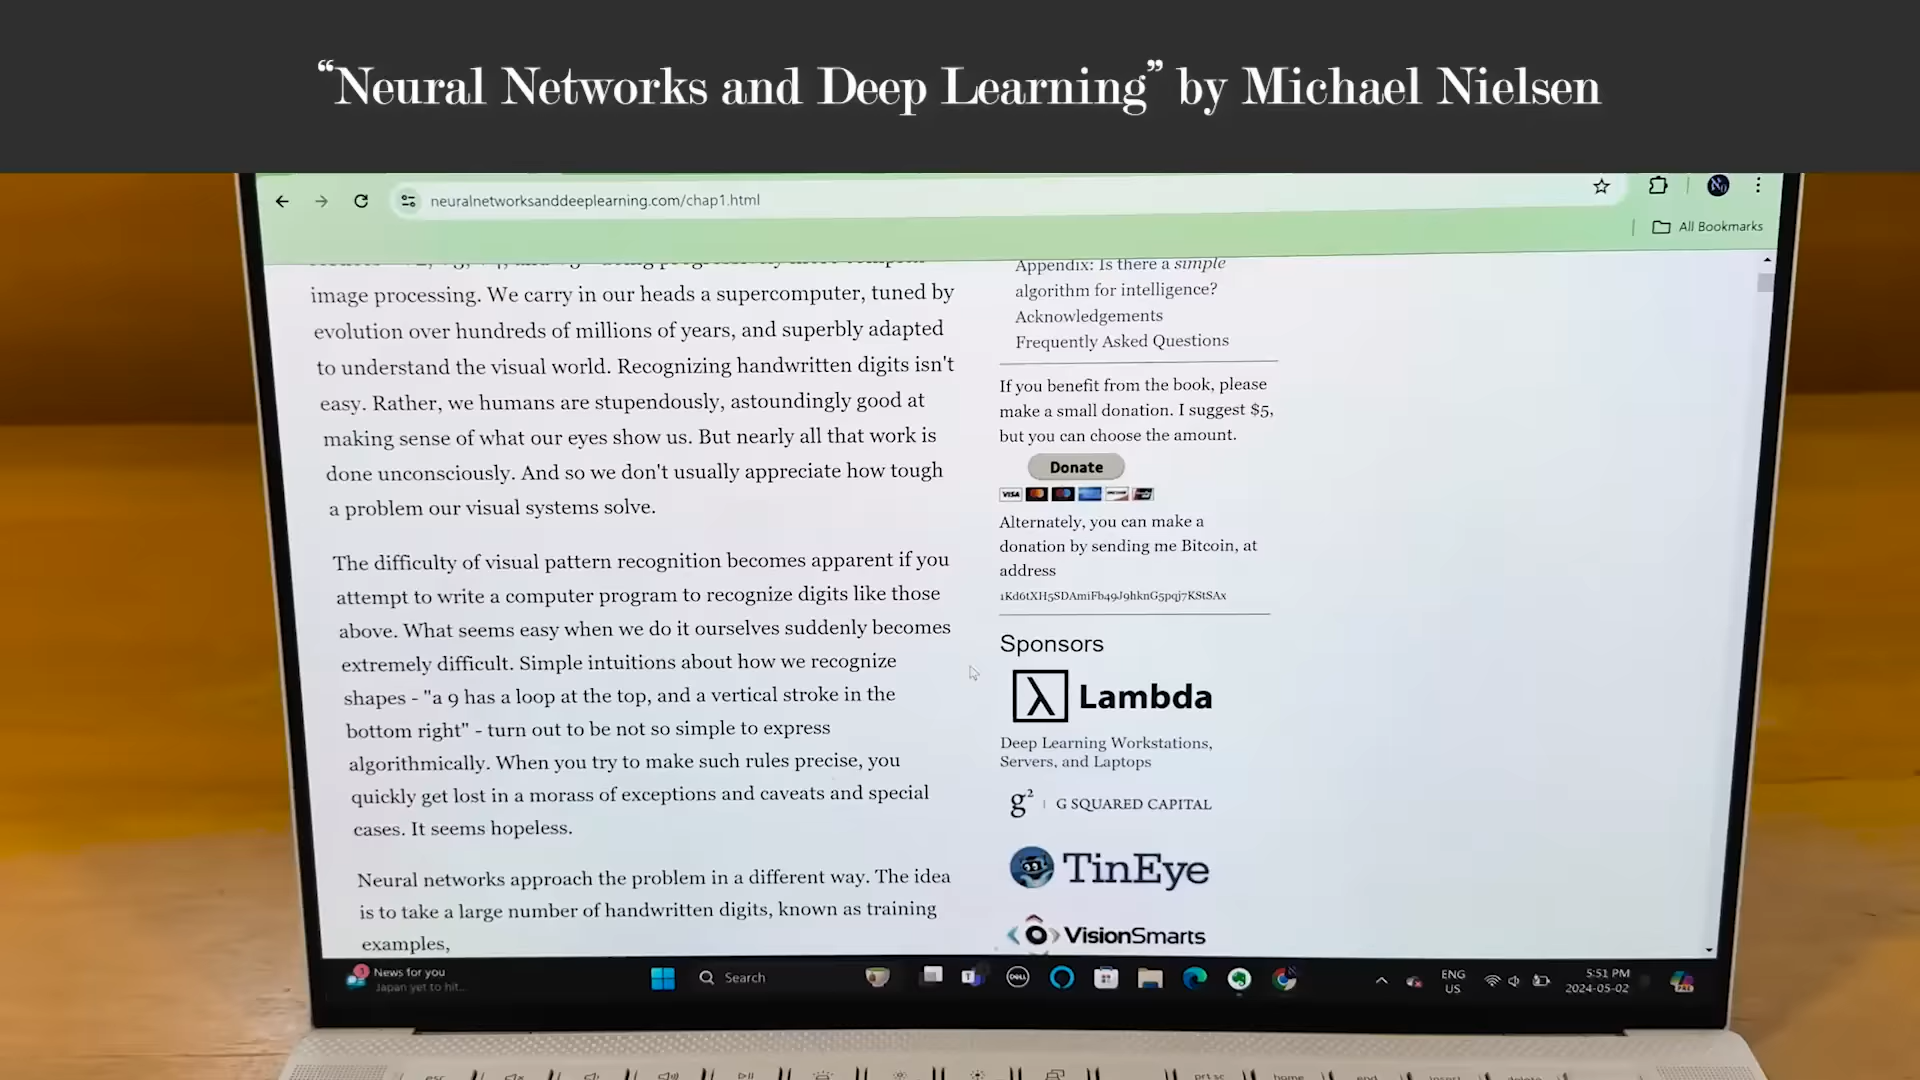 “Neural Networks and Deep Learning” by Michael Nielsen
neuralnetworksanddeeplearning.com/chap1.html
All Bookmarks
image processing. We carry in our heads a supercomputer, tuned by
evolution over hundreds of millions of years, and superbly adapted
to understand the visual world. Recognizing handwritten digits isn't
easy. Rather, we humans are stupendously, astoundingly good at
making sense of what our eyes show us. But nearly all that work is
done unconsciously. And so we don't usually appreciate how tough
a problem our visual systems solve.
The difficulty of visual pattern recognition becomes apparent if you
attempt to write a computer program to recognize digits like those
above. What seems easy when we do it ourselves suddenly becomes
extremely difficult. Simple intuitions about how we recognize
shapes - "a 9 has a loop at the top, and a vertical stroke in the
bottom right" - turn out to be not so simple to express
algorithmically. When you try to make such rules precise, you
quickly get lost in a morass of exceptions and caveats and special
cases. It seems hopeless.
Neural networks approach the problem in a different way. The idea
is to take a large number of handwritten digits, known as training
examples,
Appendix: Is there a simple
algorithm for intelligence?
Acknowledgements
Frequently Asked Questions
If you benefit from the book, please
make a small donation. I suggest $5,
but you can choose the amount.
Donate
VISA
Alternately, you can make a
donation by sending me Bitcoin, at
address
1Kd6tXH5SDAmiFb49J9hknG5pqj7KStSAx
Sponsors
λ Lambda
Deep Learning Workstations,
Servers, and Laptops
g² | G SQUARED CAPITAL
TinEye
VisionSmarts
News for you
Japan yet to hit...
Search
DELL
ENG
US
5:51 PM
2024-05-02
esc
home
end
insert
delete